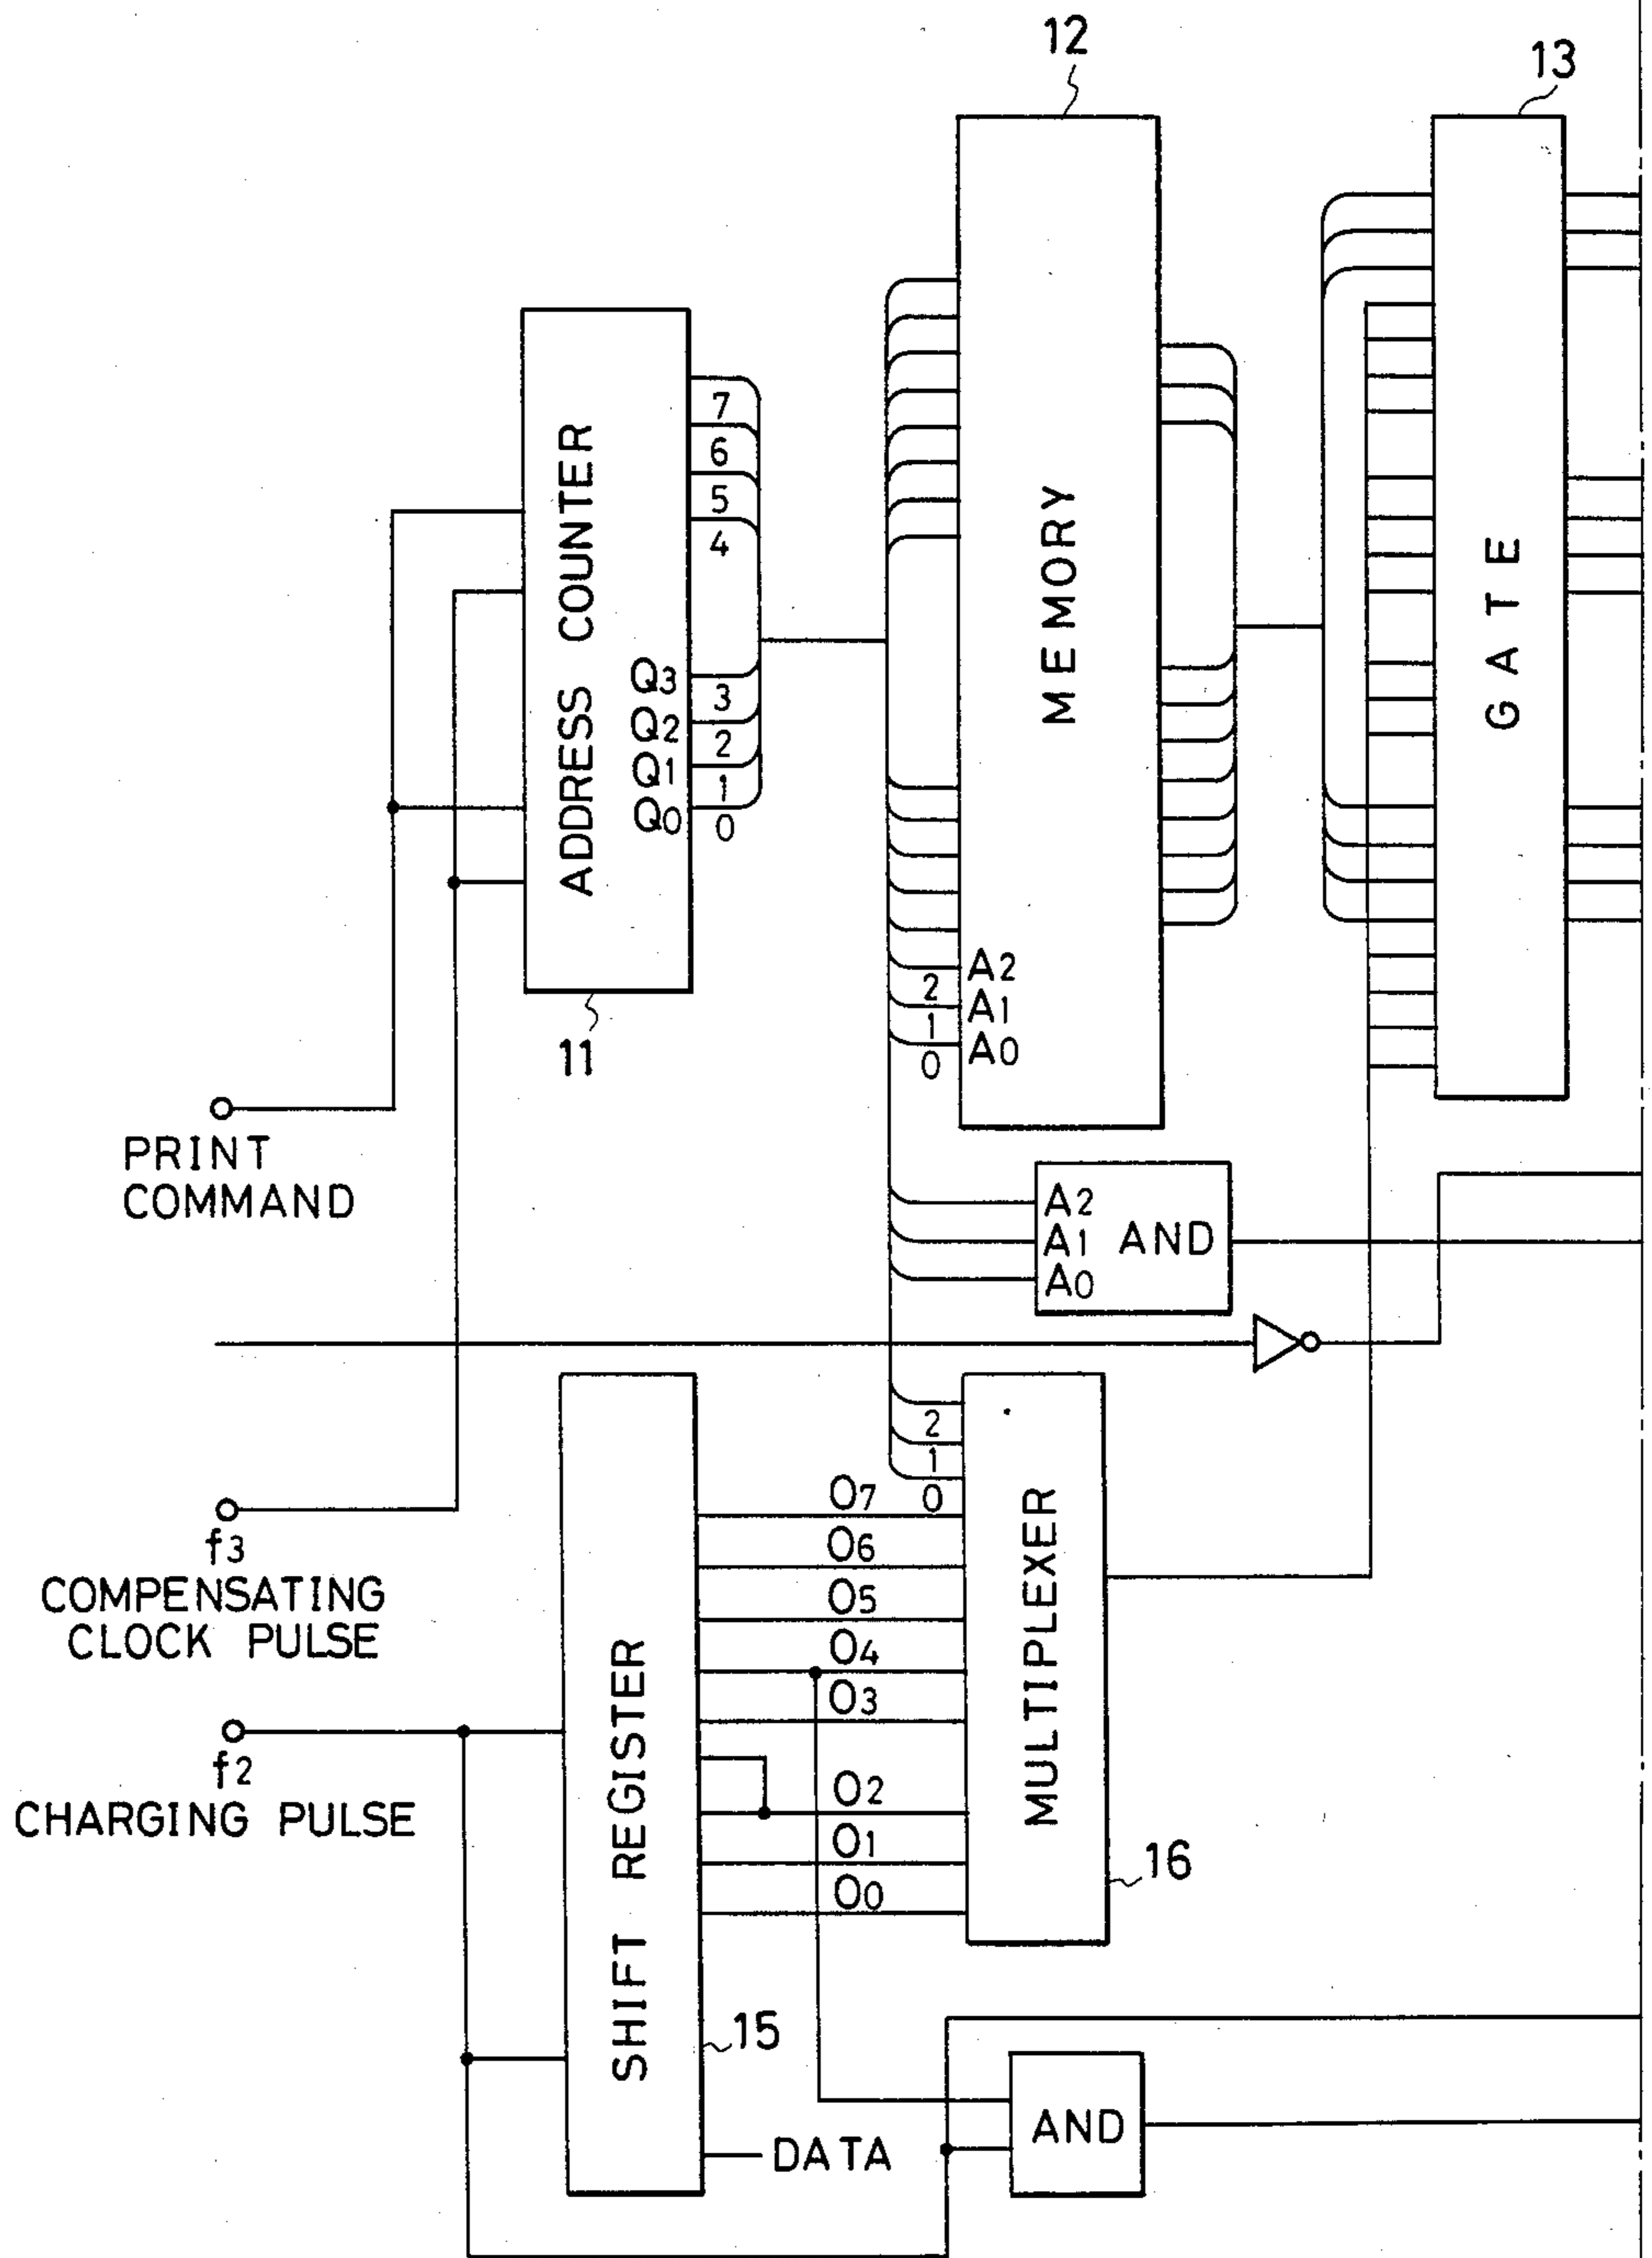 12
13
ADDRESS COUNTER
7
6
5
4
Q3
3
Q2
2
Q1
1
Q0
0
11
MEMORY
A2
2
A1
1
A0
0
GATE
PRINT
COMMAND
A2
A1 AND
A0
f3
COMPENSATING
CLOCK PULSE
2
1
0
O7
O6
O5
O4
O3
O2
O1
O0
MULTIPLEXER
16
f2
CHARGING PULSE
SHIFT REGISTER
15
DATA
AND